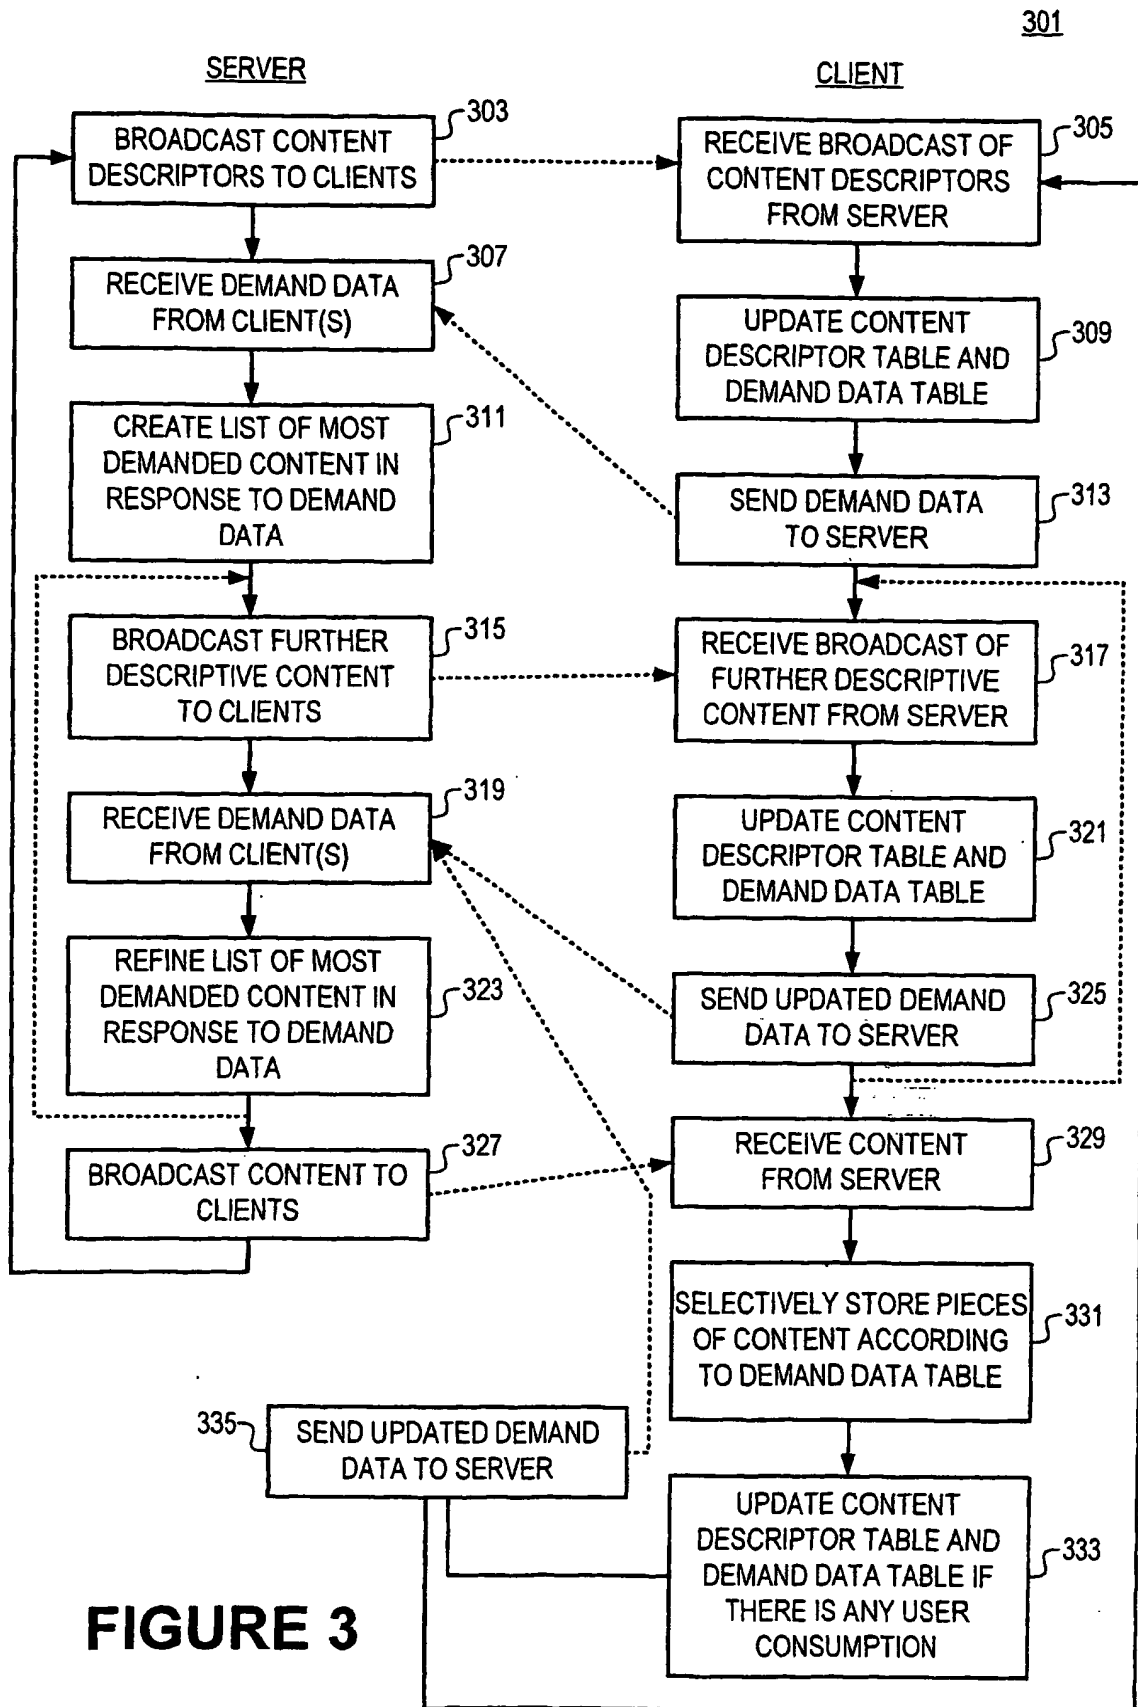 301
SERVER
CLIENT
303
BROADCAST CONTENT
DESCRIPTORS TO CLIENTS
305
RECEIVE BROADCAST OF
CONTENT DESCRIPTORS
FROM SERVER
307
RECEIVE DEMAND DATA
FROM CLIENT(S)
309
UPDATE CONTENT
DESCRIPTOR TABLE AND
DEMAND DATA TABLE
311
CREATE LIST OF MOST
DEMANDED CONTENT IN
RESPONSE TO DEMAND
DATA
313
SEND DEMAND DATA
TO SERVER
315
BROADCAST FURTHER
DESCRIPTIVE CONTENT
TO CLIENTS
317
RECEIVE BROADCAST OF
FURTHER DESCRIPTIVE
CONTENT FROM SERVER
319
RECEIVE DEMAND DATA
FROM CLIENT(S)
321
UPDATE CONTENT
DESCRIPTOR TABLE AND
DEMAND DATA TABLE
323
REFINE LIST OF MOST
DEMANDED CONTENT IN
RESPONSE TO DEMAND
DATA
325
SEND UPDATED DEMAND
DATA TO SERVER
327
BROADCAST CONTENT TO
CLIENTS
329
RECEIVE CONTENT
FROM SERVER
331
SELECTIVELY STORE PIECES
OF CONTENT ACCORDING
TO DEMAND DATA TABLE
335
SEND UPDATED DEMAND
DATA TO SERVER
333
UPDATE CONTENT
DESCRIPTOR TABLE AND
DEMAND DATA TABLE IF
THERE IS ANY USER
CONSUMPTION
FIGURE 3